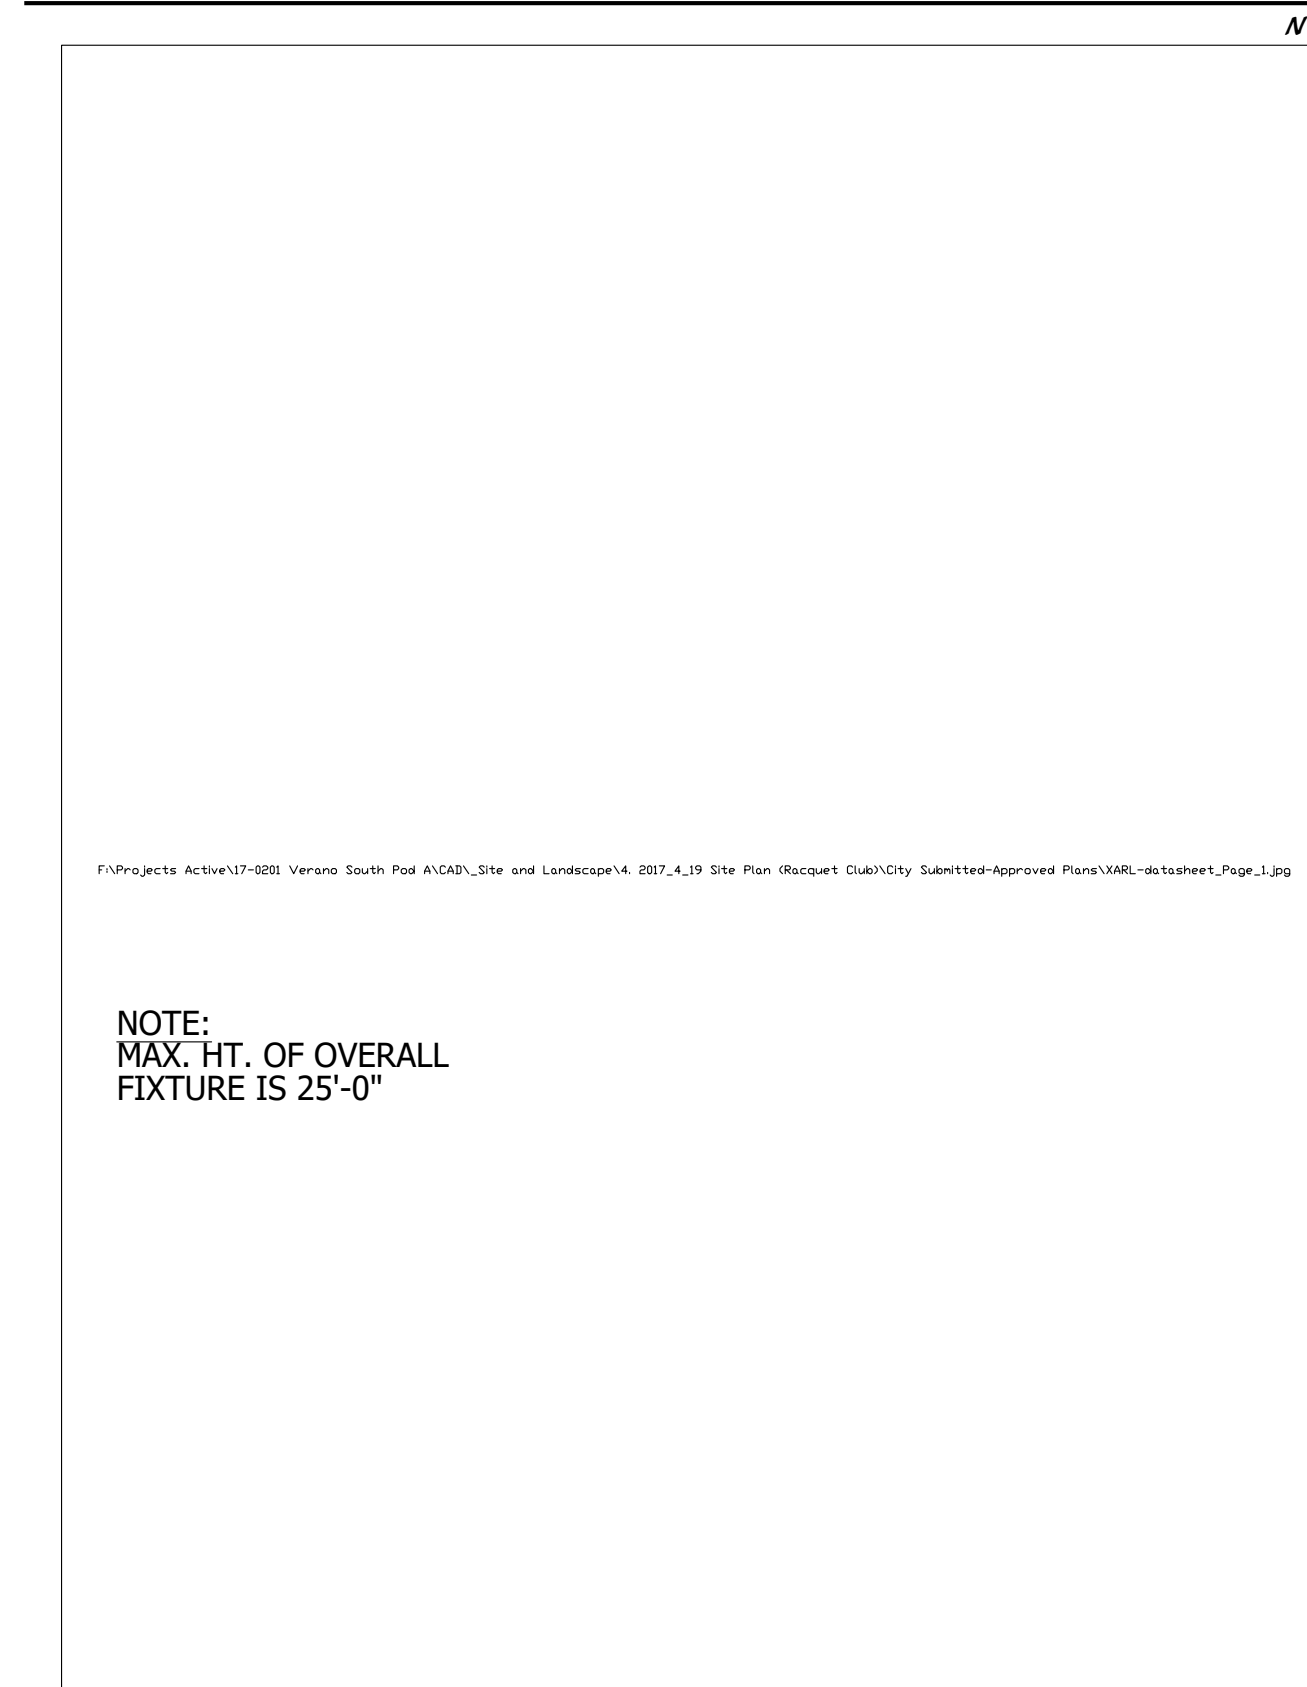 N
F:\Projects Active\17-0201 Verano South Pod A\CAD\_Site and Landscape\4. 2017_4_19 Site Plan (Racquet Club)\City Submitted-Approved Plans\XARL-datasheet_Page_1.jpg
NOTE:
MAX. HT. OF OVERALL
FIXTURE IS 25'-0"